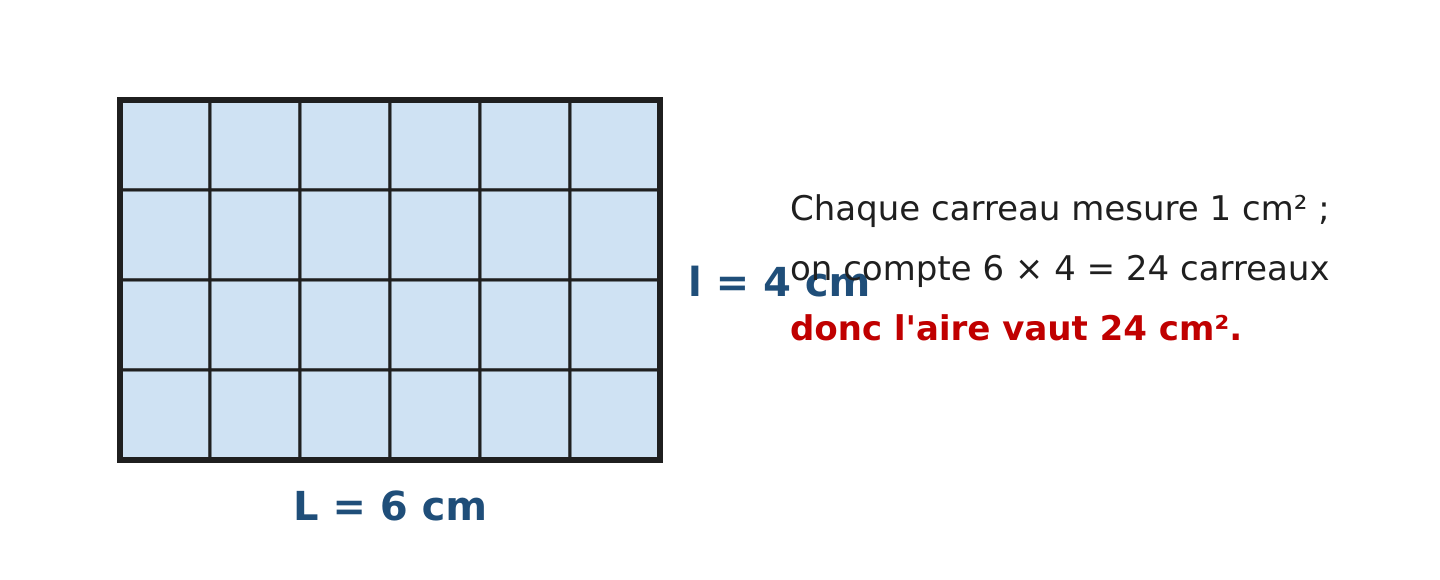 Chaque carreau mesure 1 cm² ;
on compte 6 × 4 = 24 carreaux
l = 4 cm
donc l'aire vaut 24 cm².
L = 6 cm